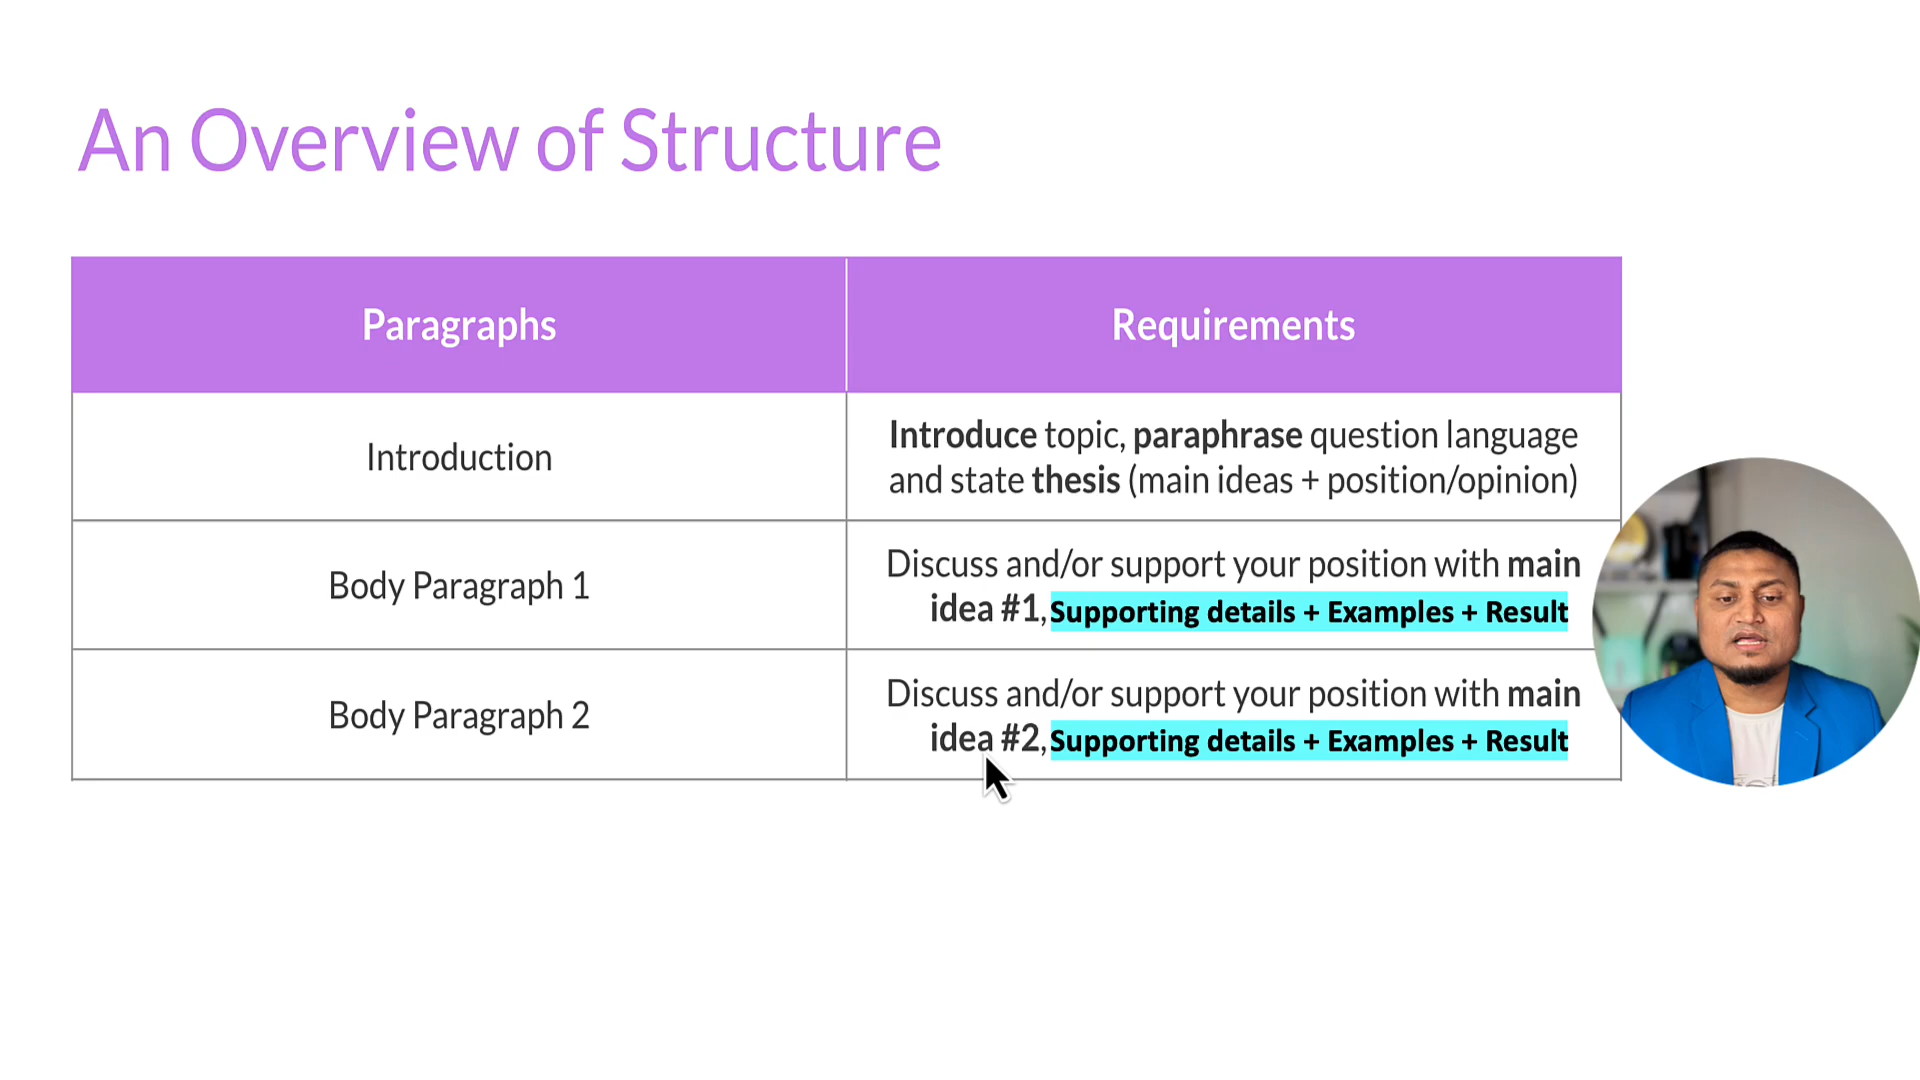 An Overview of Structure
Paragraphs
Requirements
Introduction
Introduce topic, paraphrase question language
and state thesis (main ideas + position/opinion)
Body Paragraph 1
Discuss and/or support your position with main
idea #1, Supporting details + Examples + Result
Body Paragraph 2
Discuss and/or support your position with main
idea #2, Supporting details + Examples + Result